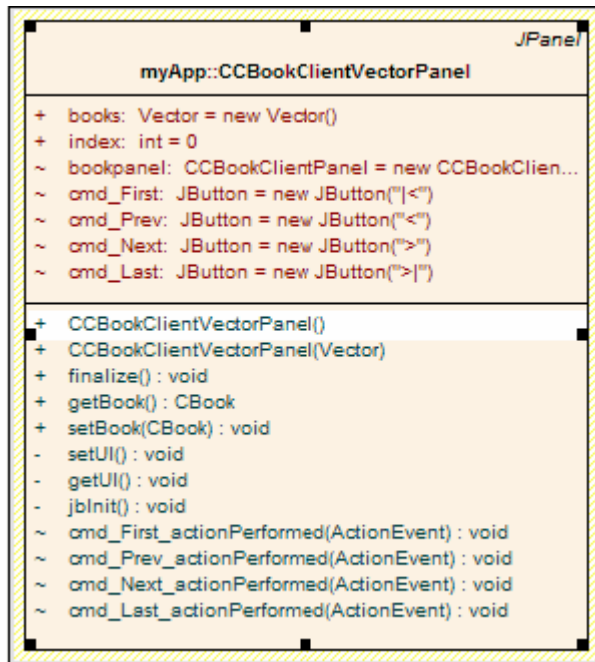 JPanel
myApp::CCBookClientVectorPanel
+ books: Vector = new Vector()
+ index: int = 0
~ bookpanel: CCBookClientPanel = new CCBookClien...
~ cmd_First: JButton = new JButton("|<")
~ cmd_Prev: JButton = new JButton("<")
~ cmd_Next: JButton = new JButton(">")
~ cmd_Last: JButton = new JButton(">|")
+ CCBookClientVectorPanel()
+ CCBookClientVectorPanel(Vector)
+ finalize() : void
+ getBook() : CBook
+ setBook(CBook) : void
- setUI() : void
- getUI() : void
- jbInit() : void
~ cmd_First_actionPerformed(ActionEvent) : void
~ cmd_Prev_actionPerformed(ActionEvent) : void
~ cmd_Next_actionPerformed(ActionEvent) : void
~ cmd_Last_actionPerformed(ActionEvent) : void